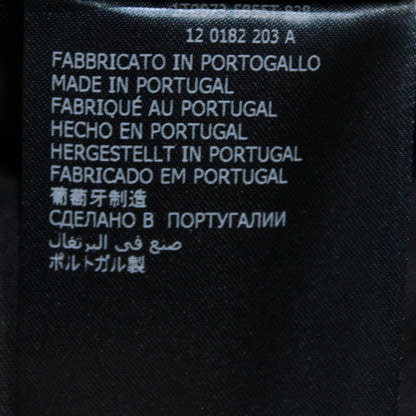 12 0182 203 A
FABBRICATO IN PORTOGALLO
MADE IN PORTUGAL
FABRIQUÉ AU PORTUGAL
HECHO EN PORTUGAL
HERGESTELLT IN PORTUGAL
FABRICADO EM PORTUGAL
葡萄牙制造
СДЕЛАНО В ПОРТУГАЛИИ
صنع في البرتغال
ポルトガル製